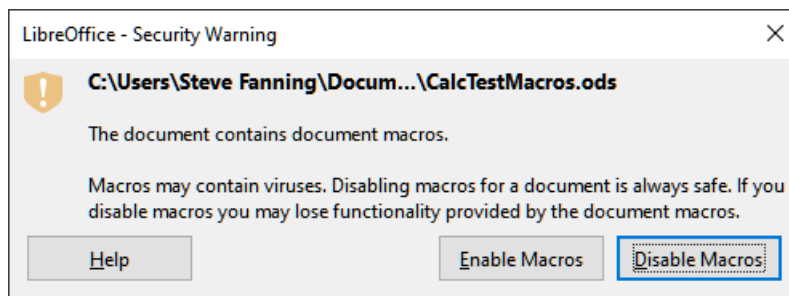 LibreOffice - Security Warning
C:\Users\Steve Fanning\Docum...\CalcTestMacros.ods
The document contains document macros.
Macros may contain viruses. Disabling macros for a document is always safe. If you
disable macros you may lose functionality provided by the document macros.
Help
Enable Macros
Disable Macros